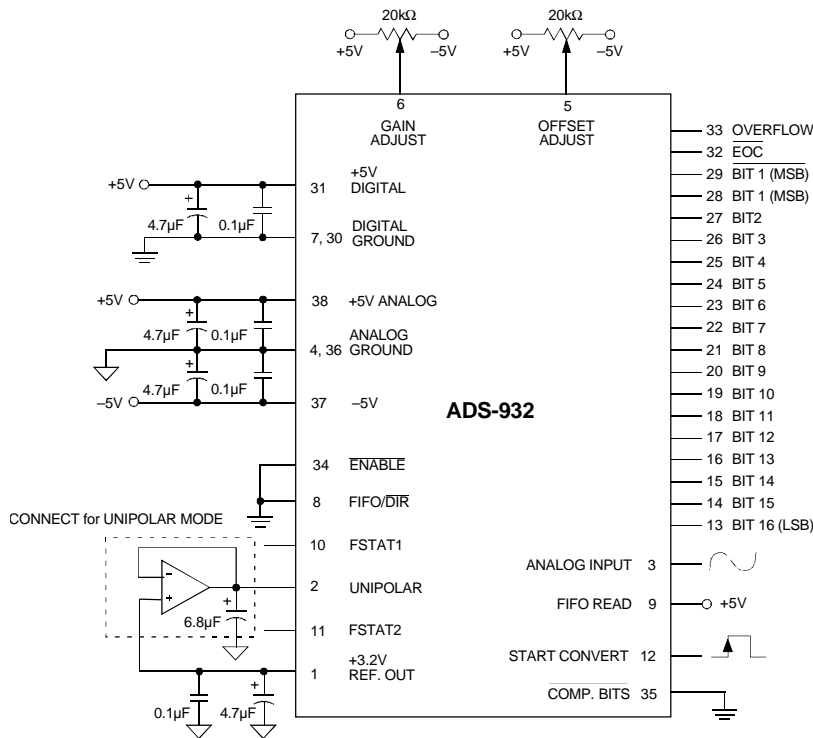 20kΩ
+5V
–5V
20kΩ
+5V
–5V
6
GAIN
ADJUST
5
OFFSET
ADJUST
+5V
+
4.7µF
0.1µF
31
+5V
DIGITAL
7, 30
DIGITAL
GROUND
+5V
+
4.7µF
0.1µF
38
+5V ANALOG
4, 36
ANALOG
GROUND
+
4.7µF
0.1µF
–5V
37
–5V
ADS-932
34
ENABLE
8
FIFO/DIR
CONNECT for UNIPOLAR MODE
10
FSTAT1
–
+
2
UNIPOLAR
+
6.8µF
11
FSTAT2
1
+3.2V
REF. OUT
0.1µF
+
4.7µF
33 OVERFLOW
32 EOC
29 BIT 1 (MSB)
28 BIT 1 (MSB)
27 BIT2
26 BIT 3
25 BIT 4
24 BIT 5
23 BIT 6
22 BIT 7
21 BIT 8
20 BIT 9
19 BIT 10
18 BIT 11
17 BIT 12
16 BIT 13
15 BIT 14
14 BIT 15
13 BIT 16 (LSB)
ANALOG INPUT 3
FIFO READ 9
+5V
START CONVERT 12
COMP. BITS 35